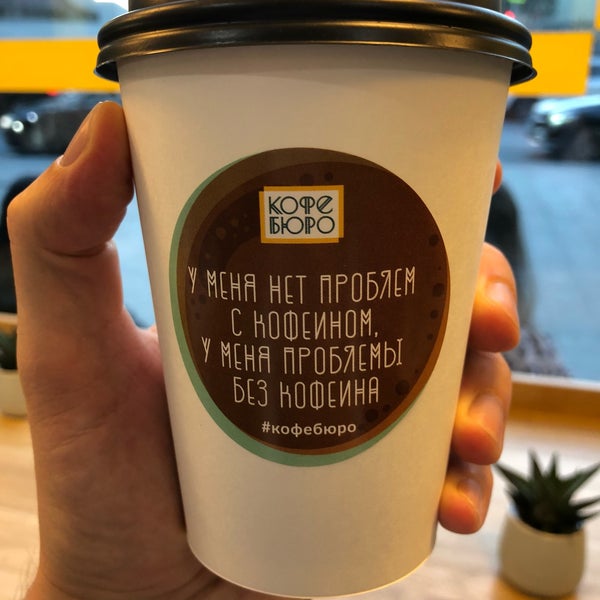 КОФЕ
БЮРО
У МЕНЯ НЕТ ПРОБЛЕМ
С КОФЕИНОМ,
У МЕНЯ ПРОБЛЕМЫ
БЕЗ КОФЕИНА
#кофебюро